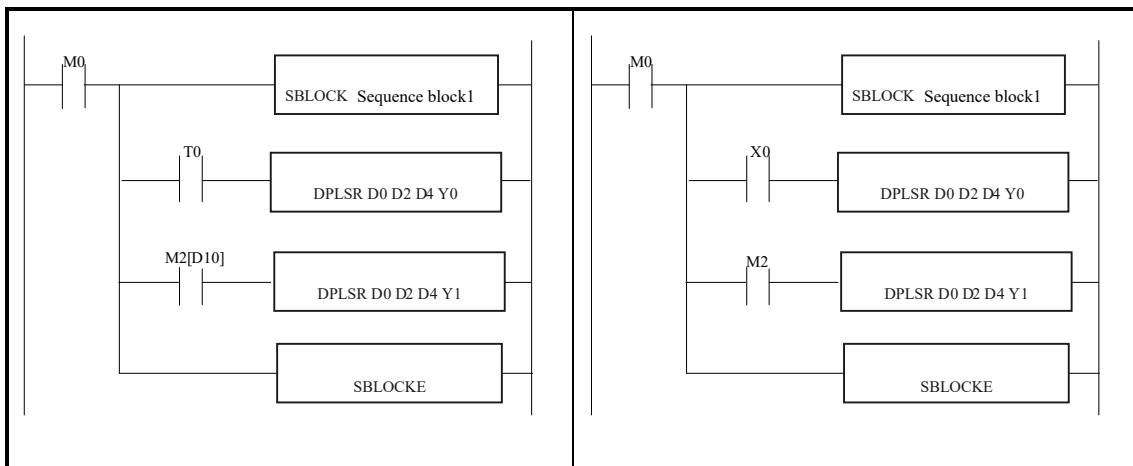 M0
SBLOCK Sequence block1
T0
DPLSR D0 D2 D4 Y0
M2[D10]
DPLSR D0 D2 D4 Y1
SBLOCKE
M0
SBLOCK Sequence block1
X0
DPLSR D0 D2 D4 Y0
M2
DPLSR D0 D2 D4 Y1
SBLOCKE